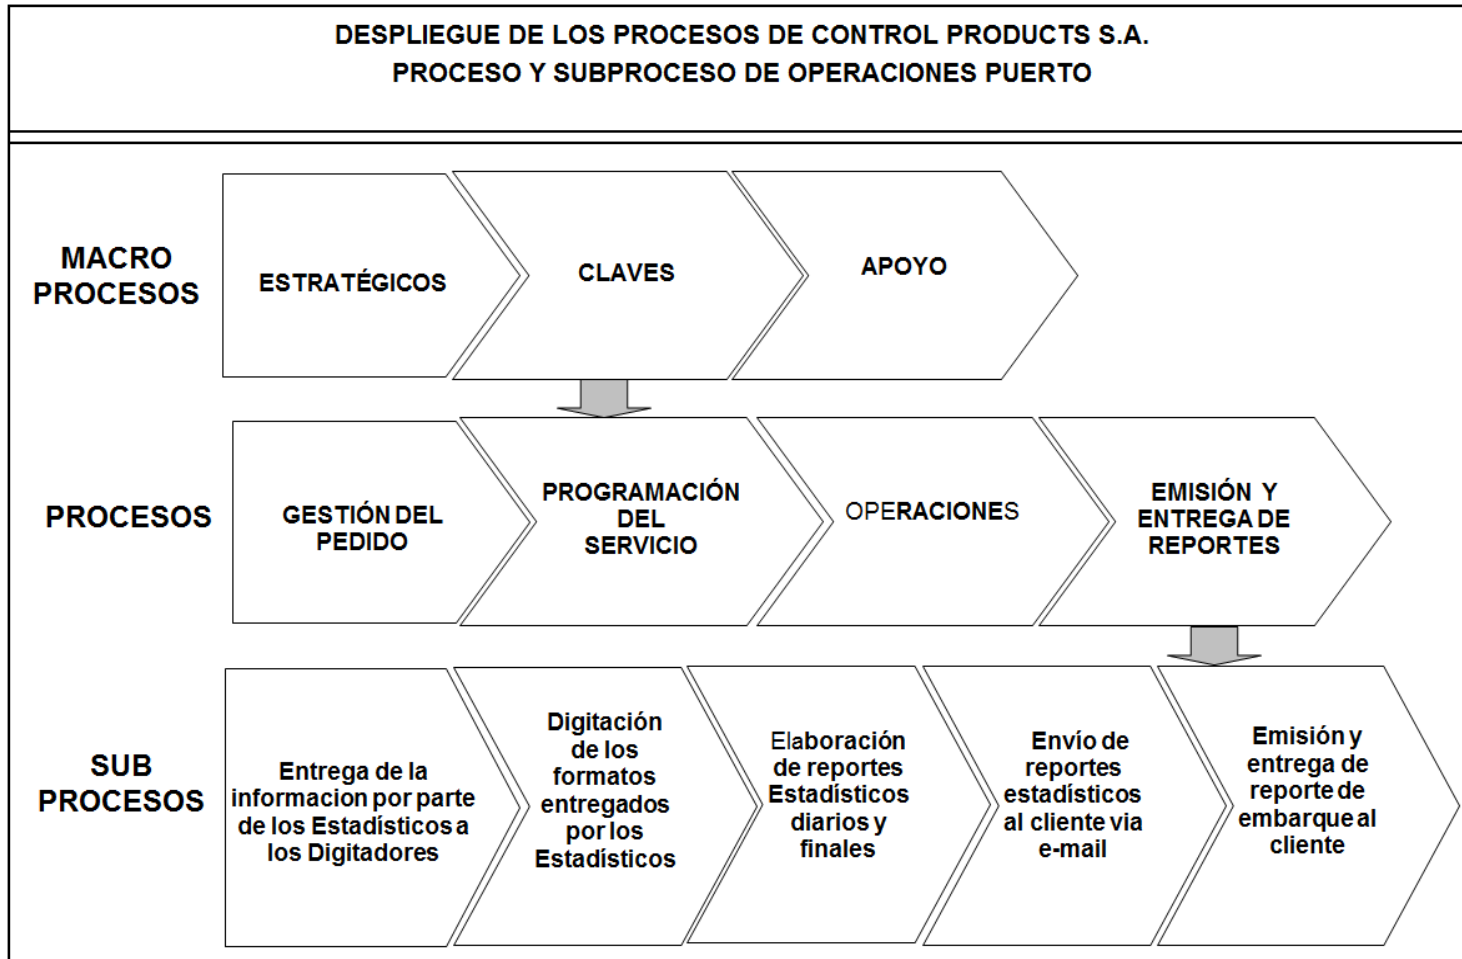 DESPLIEGUE DE LOS PROCESOS DE CONTROL PRODUCTS S.A.
PROCESO Y SUBPROCESO DE OPERACIONES PUERTO
MACRO
PROCESOS
ESTRATÉGICOS
CLAVES
APOYO
PROCESOS
GESTIÓN DEL
PEDIDO
PROGRAMACIÓN
DEL
SERVICIO
OPERACIONES
EMISIÓN Y
ENTREGA DE
REPORTES
SUB
PROCESOS
Entrega de la
informacion por parte
de los Estadísticos a
los Digitadores
Digitación
de los
formatos
entregados
por los
Estadísticos
Elaboración
de reportes
Estadísticos
diarios y
finales
Envío de
reportes
estadísticos
al cliente via
e-mail
Emisión y
entrega de
reporte de
embarque al
cliente